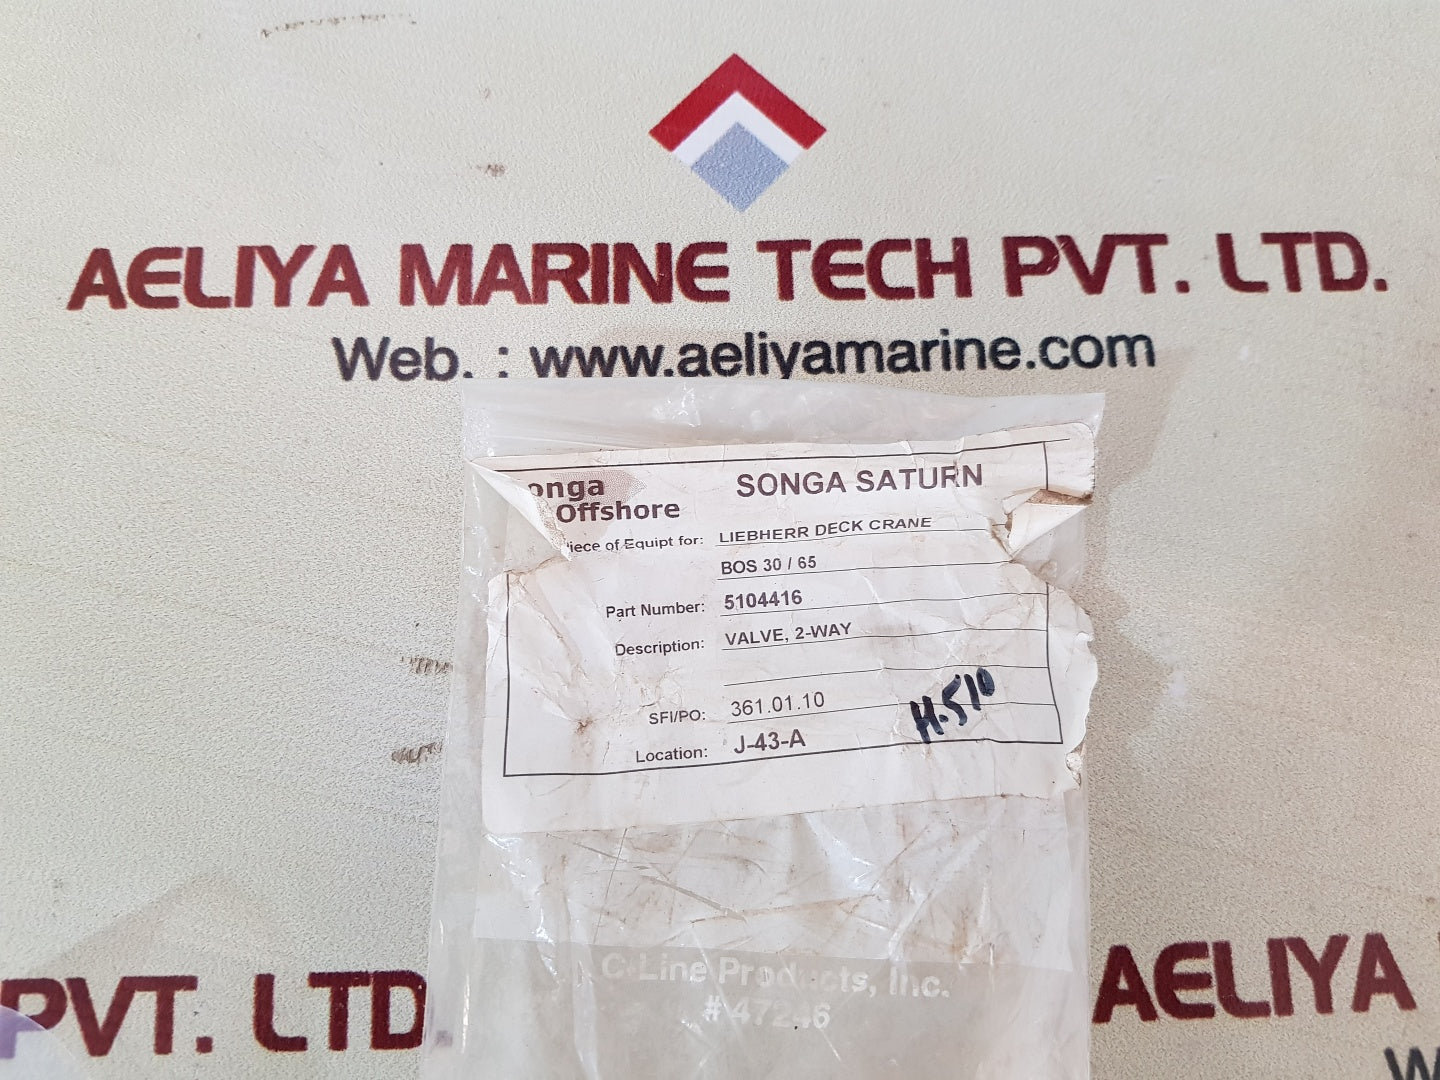 AELIYA MARINE TECH PVT. LTD.
Web. : www.aeliyamarine.com
onga
Offshore
SONGA SATURN
iece of Equipt for: LIEBHERR DECK CRANE
BOS 30 / 65
Part Number: 5104416
Description: VALVE, 2-WAY
SFI/PO: 361.01.10
H-510
Location: J-43-A
C-Line Products, Inc.
#47246
PVT. LTD
AELIYA
W